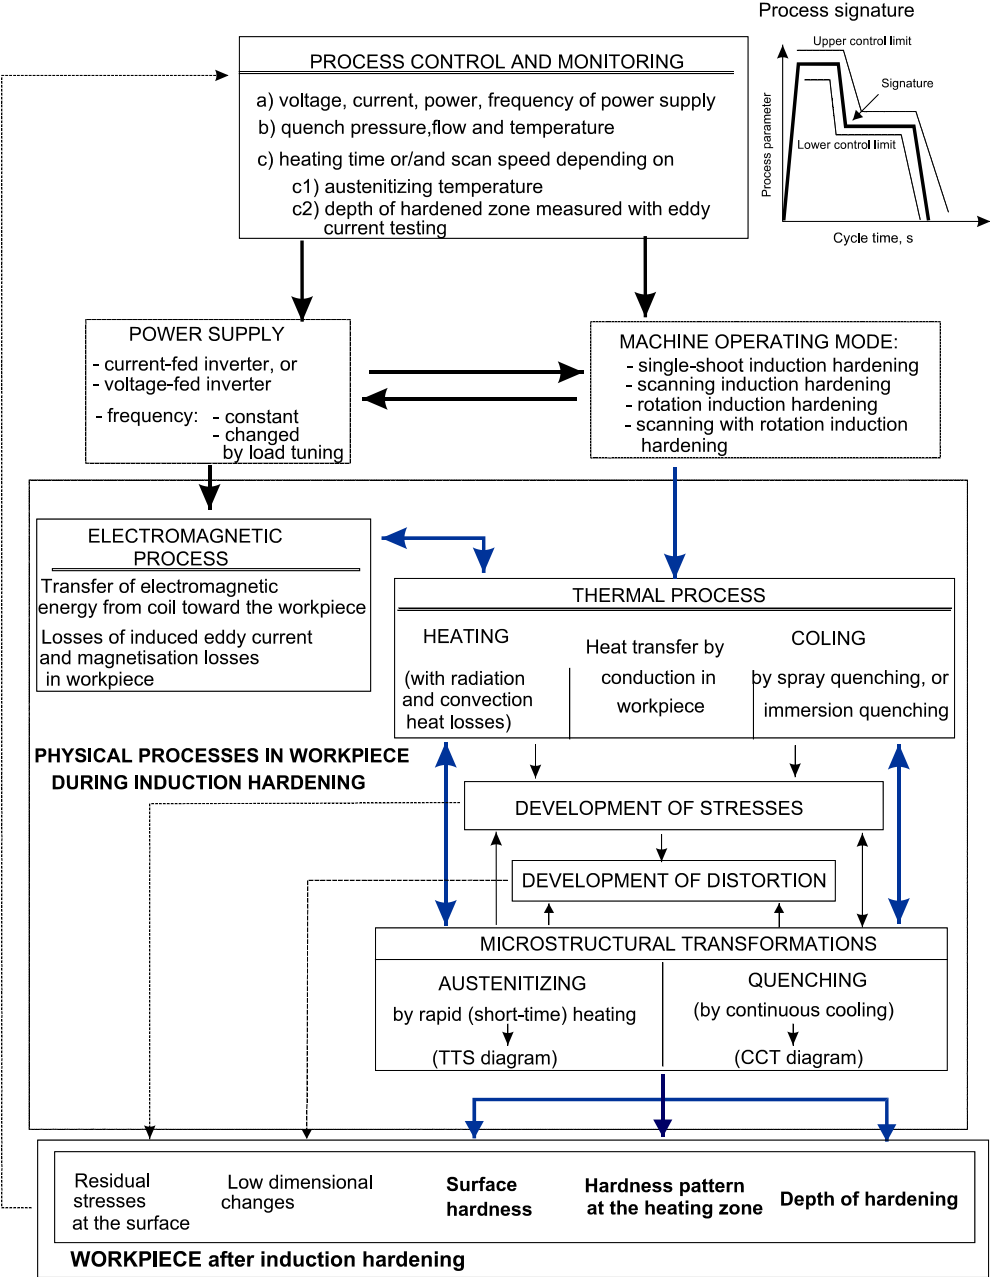 Process signature
Upper control limit
Signature
Lower control limit
Process parameter
Cycle time, s
PROCESS CONTROL AND MONITORING
a) voltage, current, power, frequency of power supply
b) quench pressure,flow and temperature
c) heating time or/and scan speed depending on
c1) austenitizing temperature
c2) depth of hardened zone measured with eddy
current testing
POWER SUPPLY
- current-fed inverter, or
- voltage-fed inverter
- frequency: - constant
- changed
by load tuning
MACHINE OPERATING MODE:
- single-shoot induction hardening
- scanning induction hardening
- rotation induction hardening
- scanning with rotation induction
hardening
ELECTROMAGNETIC
PROCESS
Transfer of electromagnetic
energy from coil toward the workpiece
Losses of induced eddy current
and magnetisation losses
in workpiece
THERMAL PROCESS
HEATING
(with radiation
and convection
heat losses)
Heat transfer by
conduction in
workpiece
COLING
by spray quenching, or
immersion quenching
PHYSICAL PROCESSES IN WORKPIECE
DURING INDUCTION HARDENING
DEVELOPMENT OF STRESSES
DEVELOPMENT OF DISTORTION
MICROSTRUCTURAL TRANSFORMATIONS
AUSTENITIZING
by rapid (short-time) heating
(TTS diagram)
QUENCHING
(by continuous cooling)
(CCT diagram)
Residual
stresses
at the surface
Low dimensional
changes
Surface
hardness
Hardness pattern
at the heating zone
Depth of hardening
WORKPIECE after induction hardening